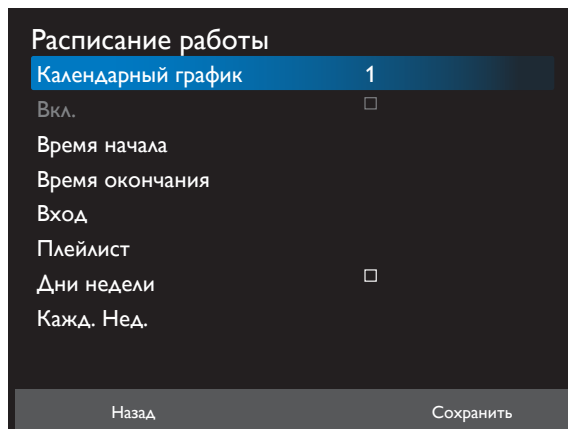 Расписание работы
Календарный график 1
Вкл.
Время начала
Время окончания
Вход
Плейлист
Дни недели
Кажд. Нед.
Назад Сохранить